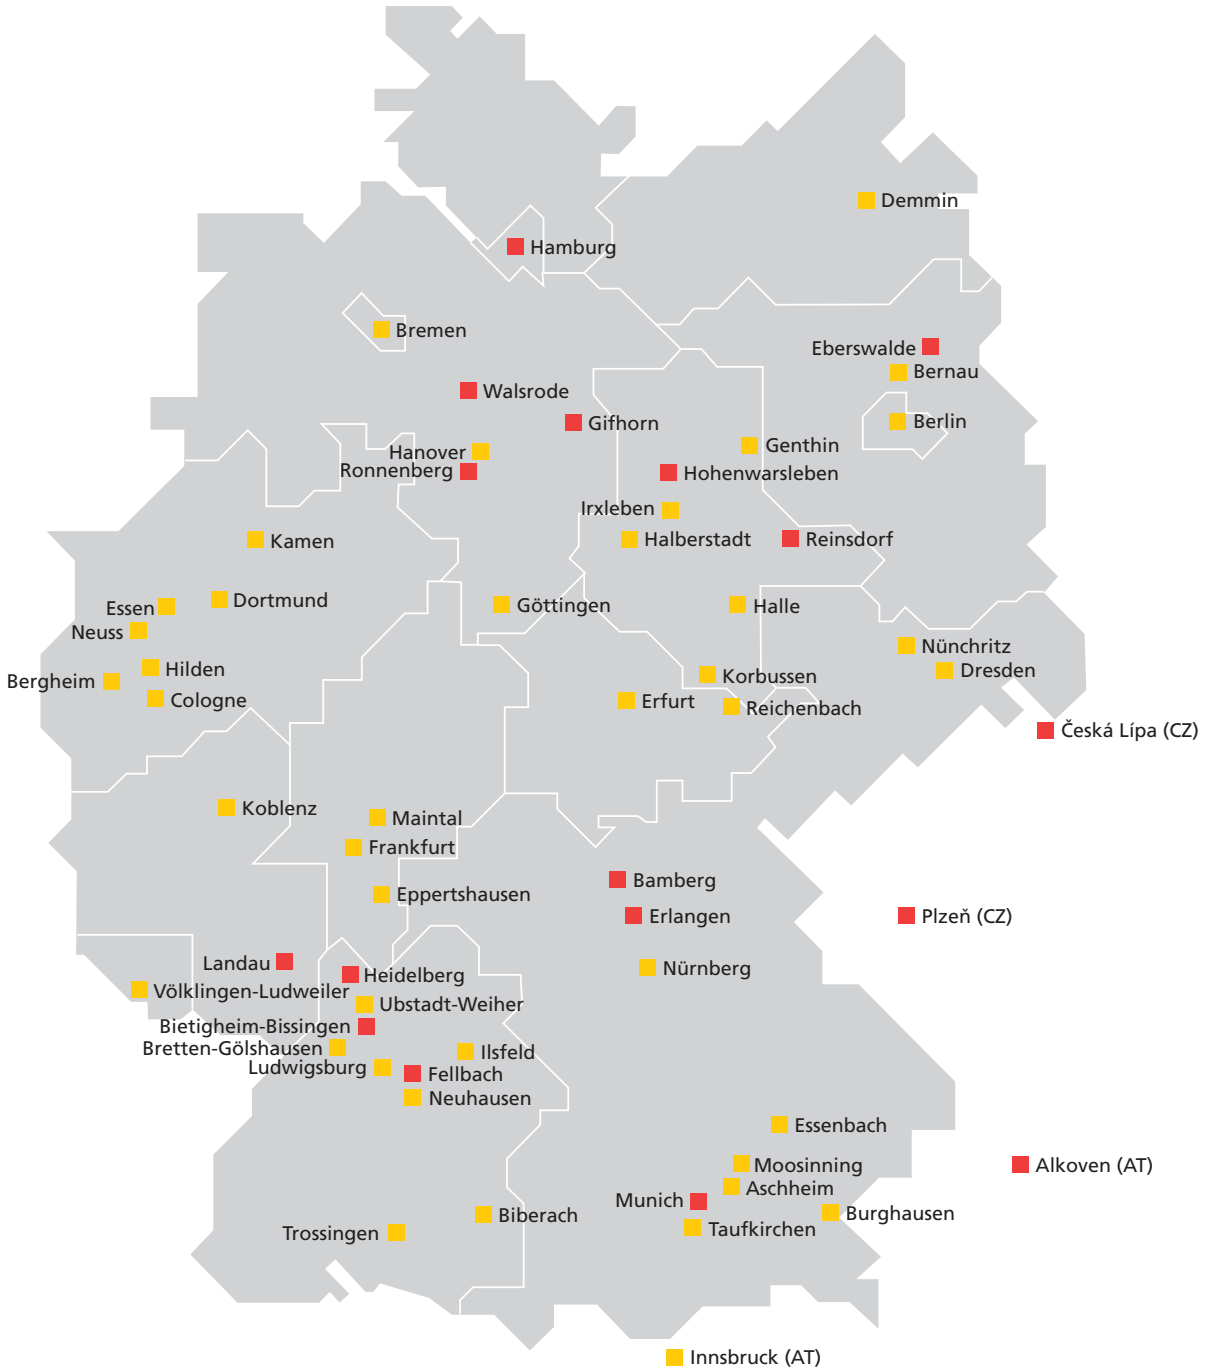 Demmin
Hamburg
Bremen
Eberswalde
Bernau
Walsrode
Gifhorn
Berlin
Hanover
Genthin
Ronnenberg
Hohenwarsleben
Irxleben
Kamen
Halberstadt
Reinsdorf
Essen
Dortmund
Göttingen
Halle
Neuss
Nünchritz
Hilden
Dresden
Bergheim
Korbussen
Cologne
Erfurt
Reichenbach
Česká Lípa (CZ)
Koblenz
Maintal
Frankfurt
Bamberg
Eppertshausen
Erlangen
Plzeň (CZ)
Landau
Nürnberg
Heidelberg
Völklingen-Ludweiler
Ubstadt-Weiher
Bietigheim-Bissingen
Bretten-Gölshausen
Ilsfeld
Ludwigsburg
Fellbach
Neuhausen
Essenbach
Moosinning
Alkoven (AT)
Aschheim
Munich
Biberach
Burghausen
Taufkirchen
Trossingen
Innsbruck (AT)